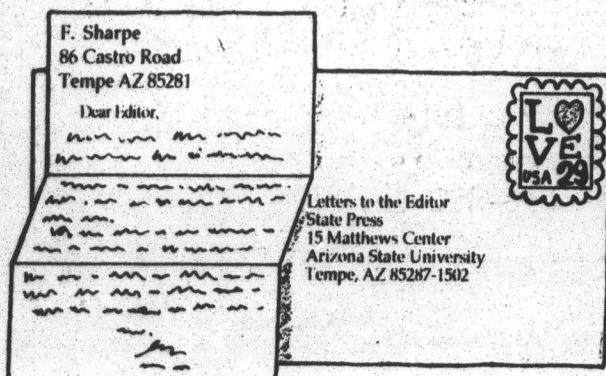 F. Sharpe
86 Castro Road
Tempe AZ 85281
Dear Editor,
Letters to the Editor
State Press
15 Matthews Center
Arizona State University
Tempe, AZ 85287-1502
LOVE
USA 29